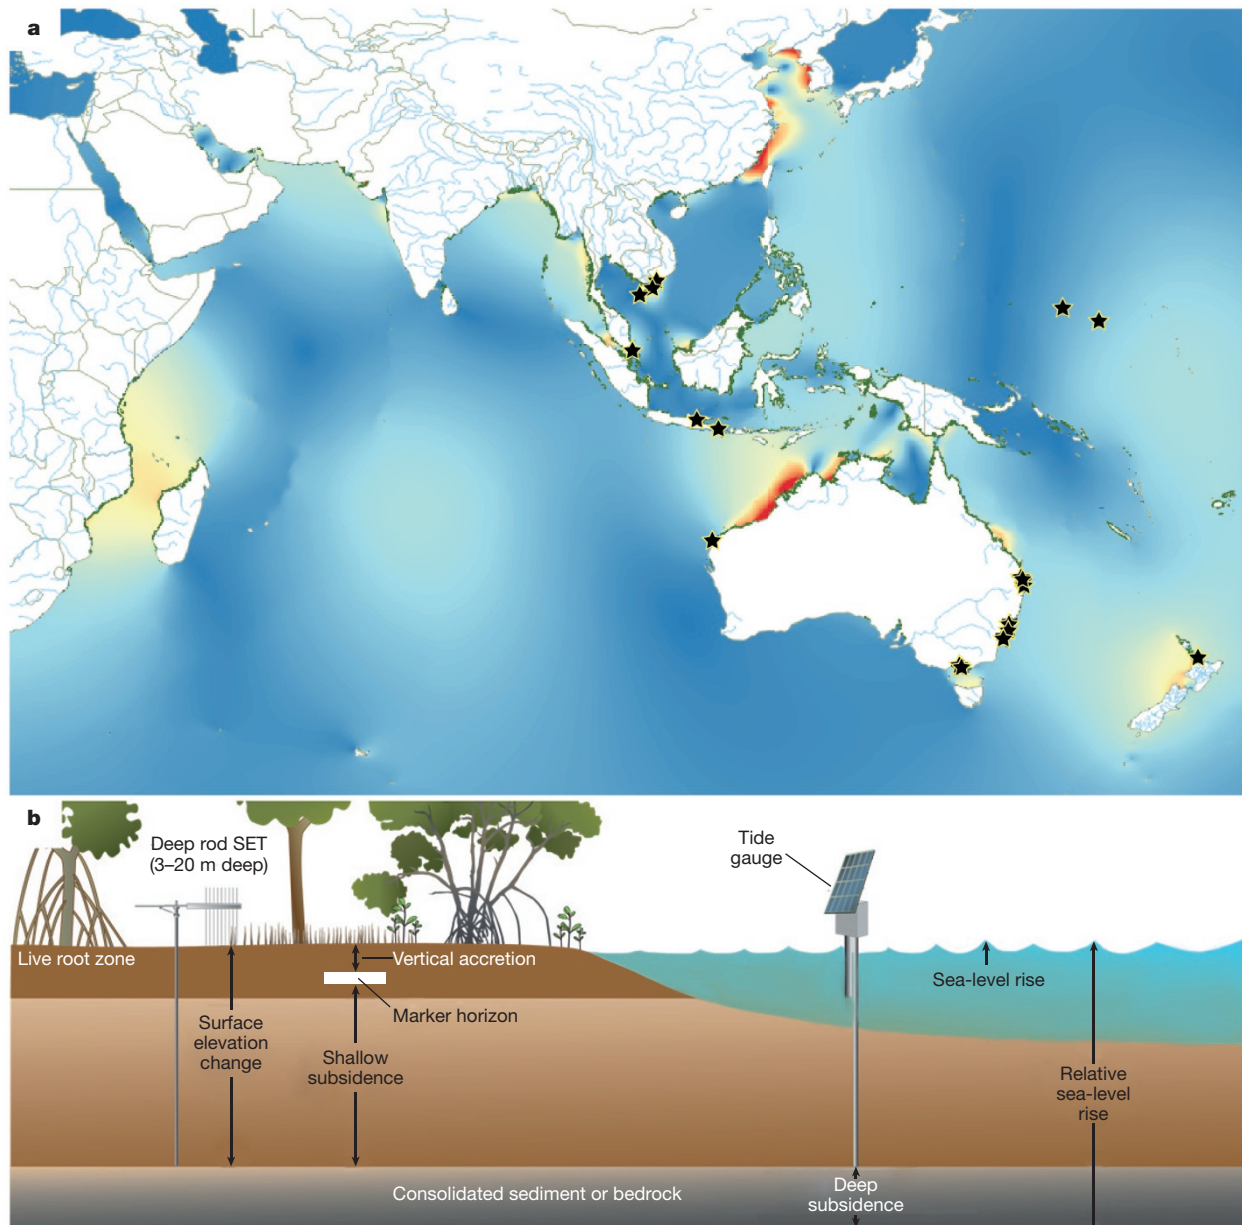 a
b
Deep rod SET
(3–20 m deep)
Tide
gauge
Live root zone
Vertical accretion
Sea-level rise
Marker horizon
Surface
elevation
change
Shallow
subsidence
Relative
sea-level
rise
Consolidated sediment or bedrock
Deep
subsidence